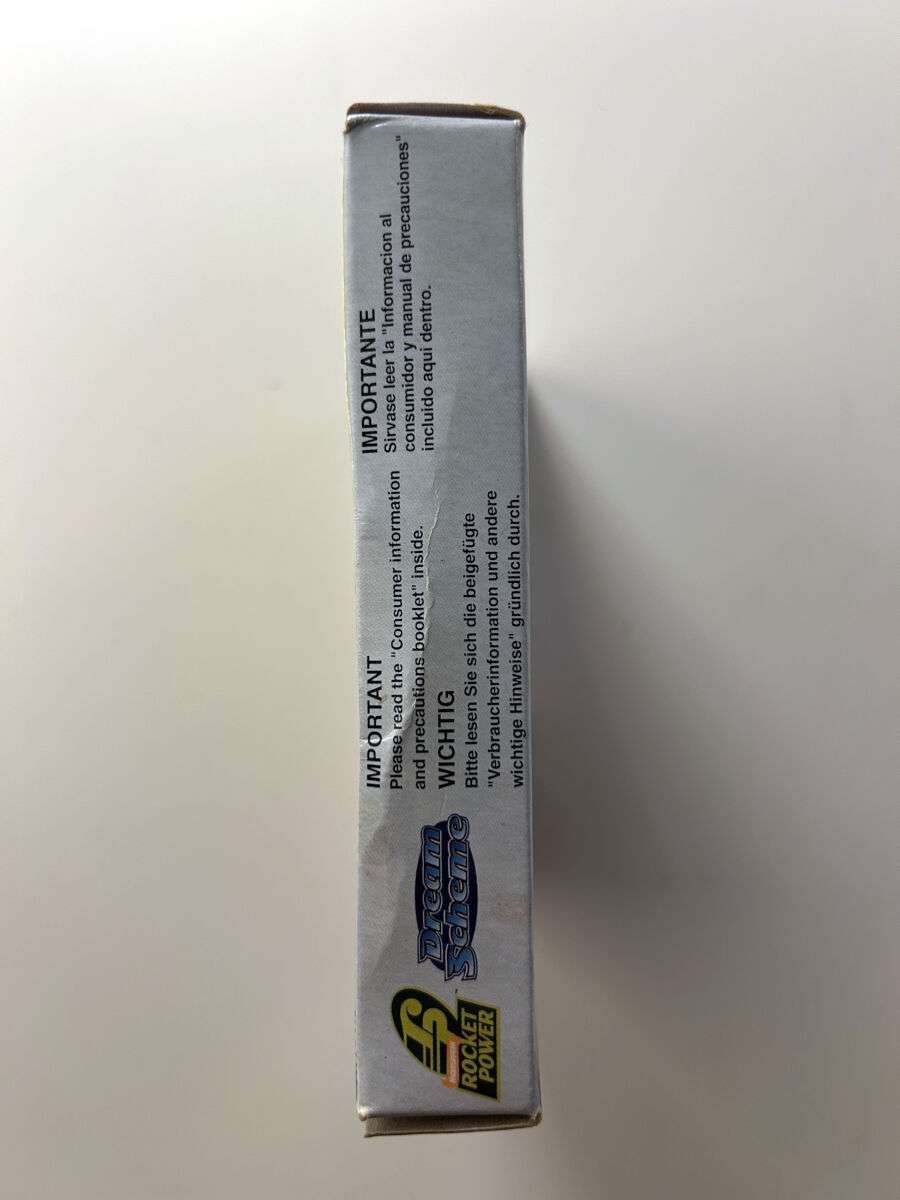 NICKELODEON
ROCKET
POWER
™
Dream
Scheme
IMPORTANT
Please read the "Consumer information
and precautions booklet" inside.
WICHTIG
Bitte lesen Sie sich die beigefügte
"Verbraucherinformation und andere
wichtige Hinweise" gründlich durch.
IMPORTANTE
Sirvase leer la "Informacion al
consumidor y manual de precauciones"
incluido aqui dentro.